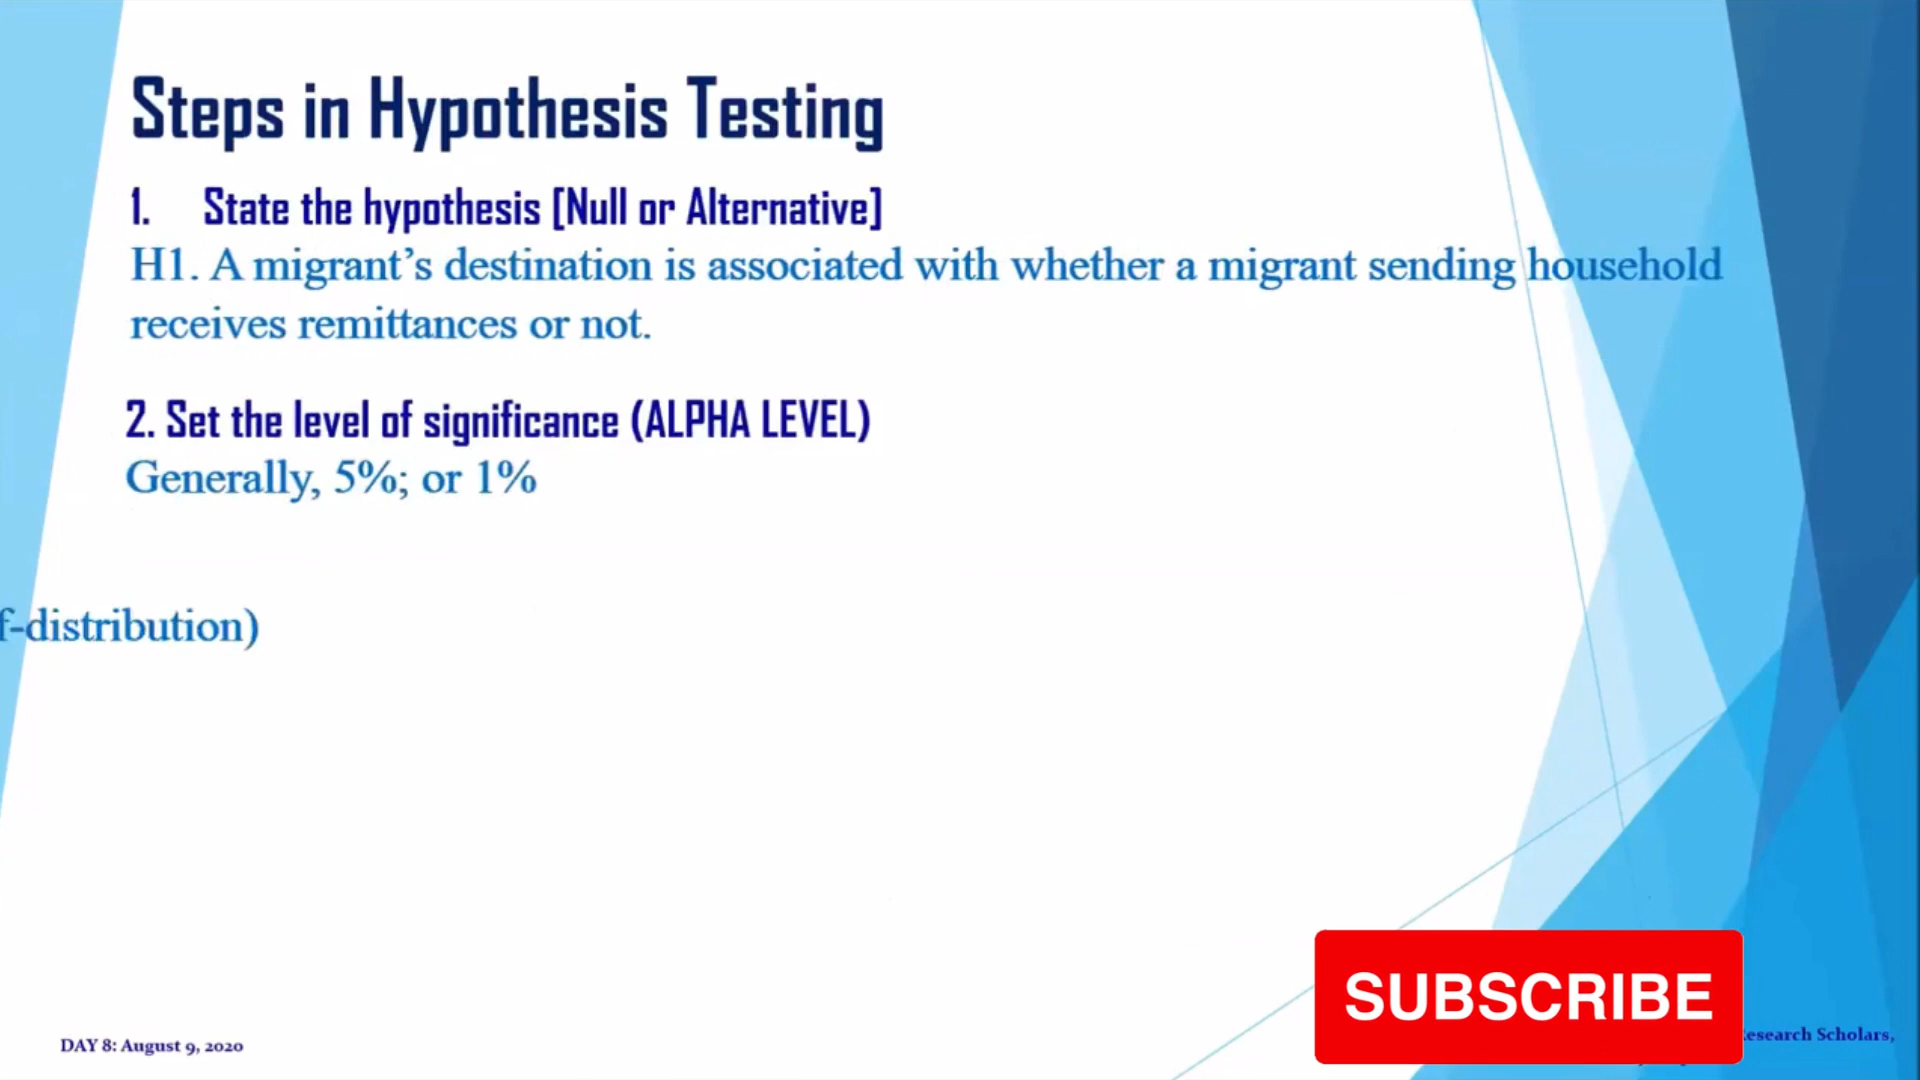 Steps in Hypothesis Testing
1. State the hypothesis [Null or Alternative]
H1. A migrant's destination is associated with whether a migrant sending household
receives remittances or not.
2. Set the level of significance (ALPHA LEVEL)
Generally, 5%; or 1%
f-distribution)
SUBSCRIBE
DAY 8: August 9, 2020
Scholars,